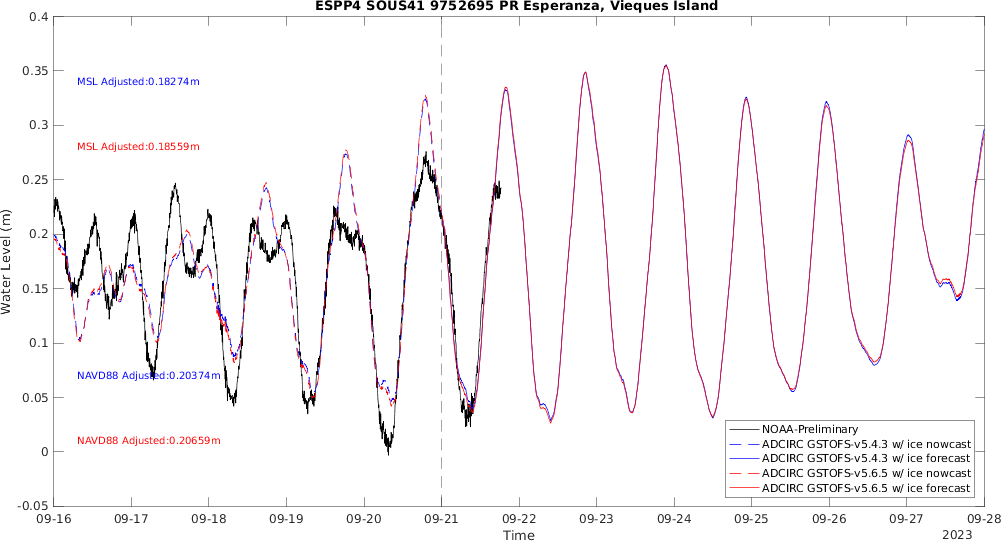 ESPP4 SOUS41 9752695 PR Esperanza, Vieques Island
0.4
0.35
0.3
0.25
0.2
0.15
0.1
0.05
0
-0.05
Water Level (m)
MSL Adjusted:0.18274m
MSL Adjusted:0.18559m
NAVD88 Adjusted:0.20374m
NAVD88 Adjusted:0.20659m
NOAA-Preliminary
ADCIRC GSTOFS-v5.4.3 w/ ice nowcast
ADCIRC GSTOFS-v5.4.3 w/ ice forecast
ADCIRC GSTOFS-v5.6.5 w/ ice nowcast
ADCIRC GSTOFS-v5.6.5 w/ ice forecast
09-16 09-17 09-18 09-19 09-20 09-21 09-22 09-23 09-24 09-25 09-26 09-27 09-28
Time
2023